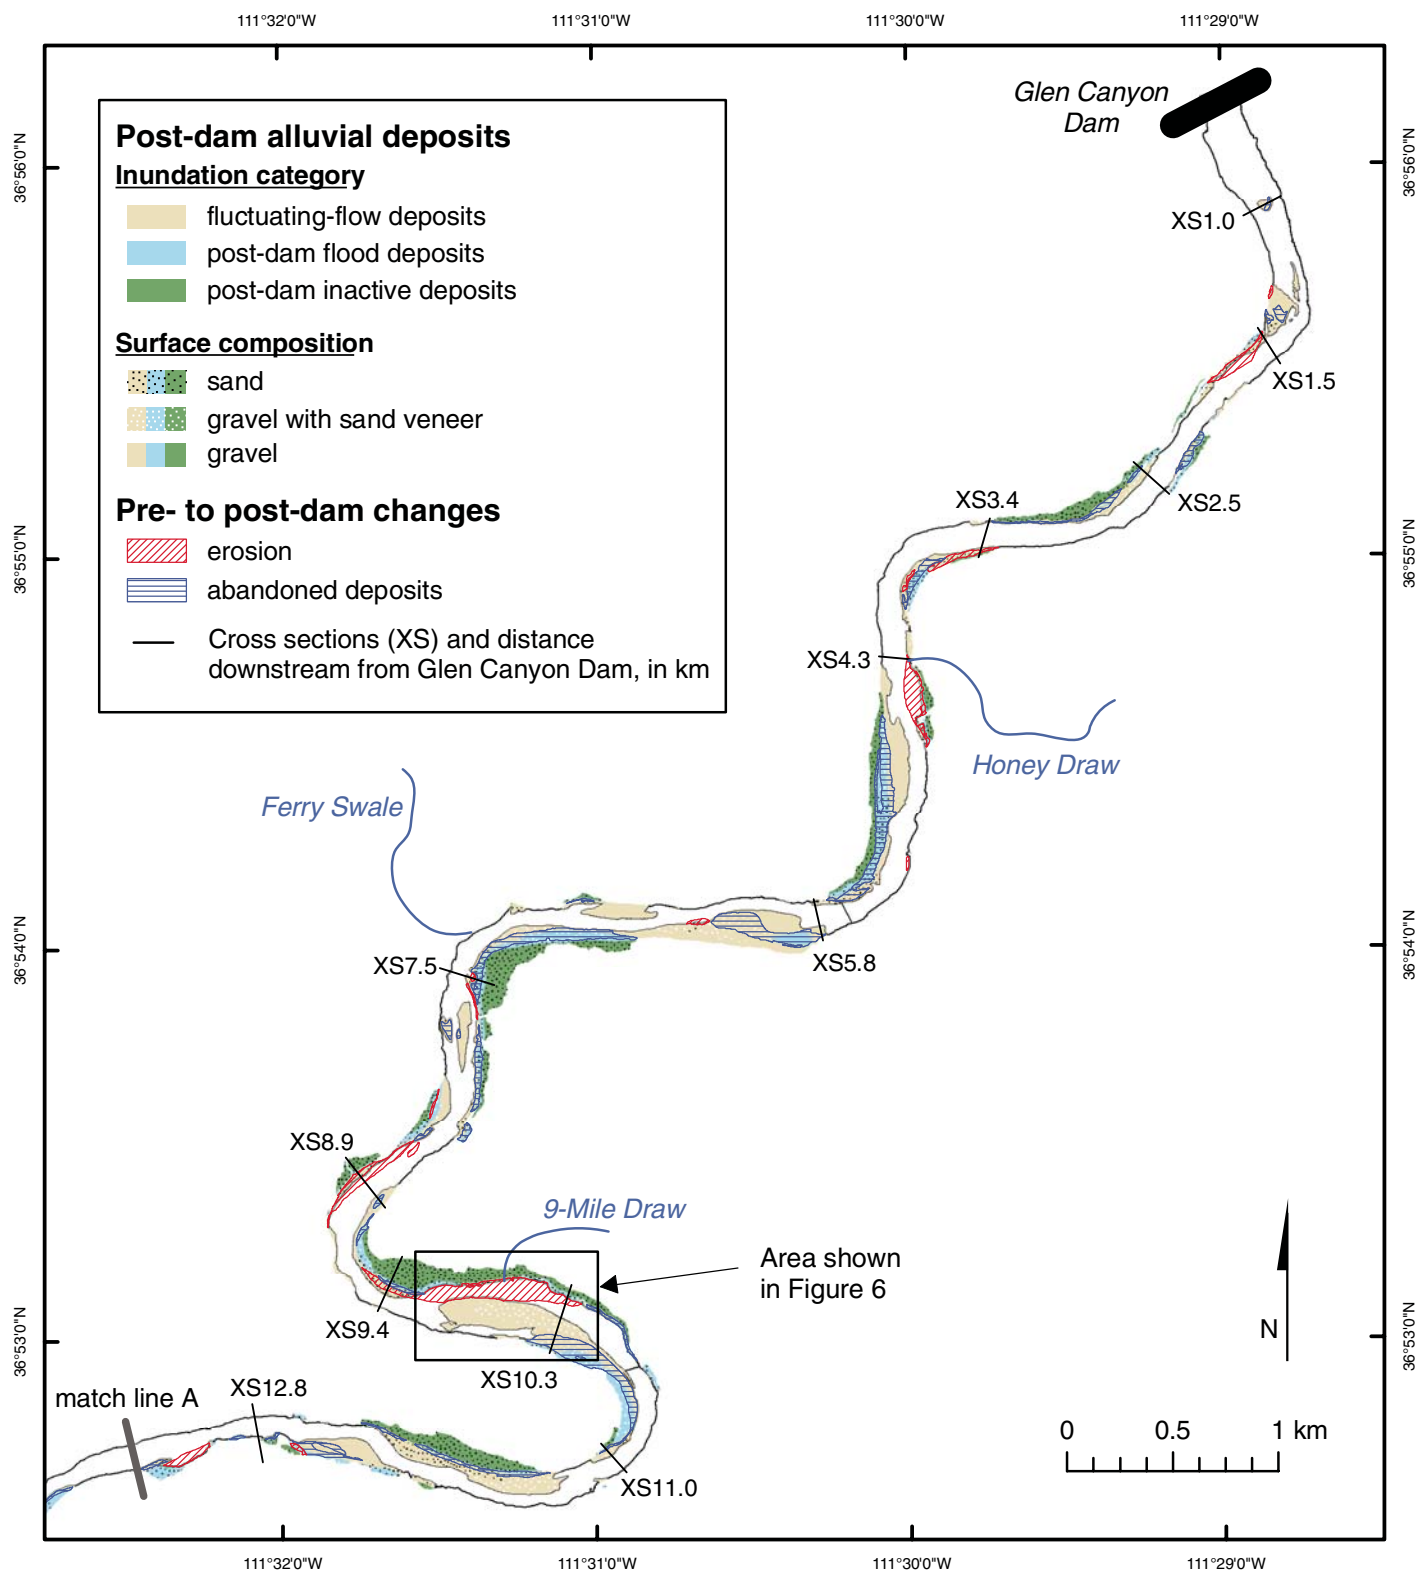 111°32'0"W
111°31'0"W
111°30'0"W
111°29'0"W
Glen Canyon
Dam
Post-dam alluvial deposits
Inundation category
fluctuating-flow deposits
post-dam flood deposits
post-dam inactive deposits
Surface composition
sand
gravel with sand veneer
gravel
Pre- to post-dam changes
erosion
abandoned deposits
Cross sections (XS) and distance
downstream from Glen Canyon Dam, in km
36°56'0"N
36°56'0"N
XS1.0
XS1.5
XS2.5
XS3.4
36°55'0"N
36°55'0"N
XS4.3
Honey Draw
Ferry Swale
XS5.8
36°54'0"N
36°54'0"N
XS7.5
XS8.9
9-Mile Draw
Area shown
in Figure 6
XS9.4
36°53'0"N
36°53'0"N
N
XS10.3
XS12.8
match line A
XS11.0
0
0.5
1 km
111°32'0"W
111°31'0"W
111°30'0"W
111°29'0"W